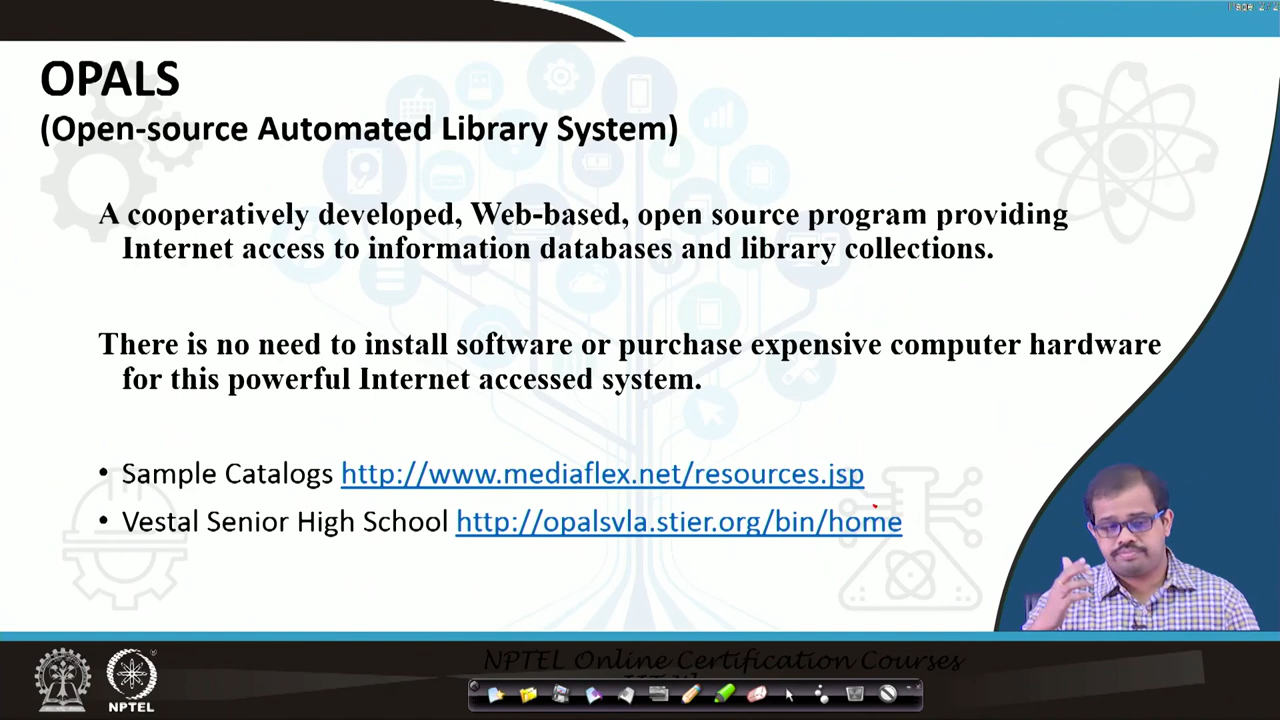 OPALS
(Open-source Automated Library System)
A cooperatively developed, Web-based, open source program providing
Internet access to information databases and library collections.
There is no need to install software or purchase expensive computer hardware
for this powerful Internet accessed system.
• Sample Catalogs http://www.mediaflex.net/resources.jsp
• Vestal Senior High School http://opalsvla.stier.org/bin/home
NPTEL Online Certification Courses
NPTEL